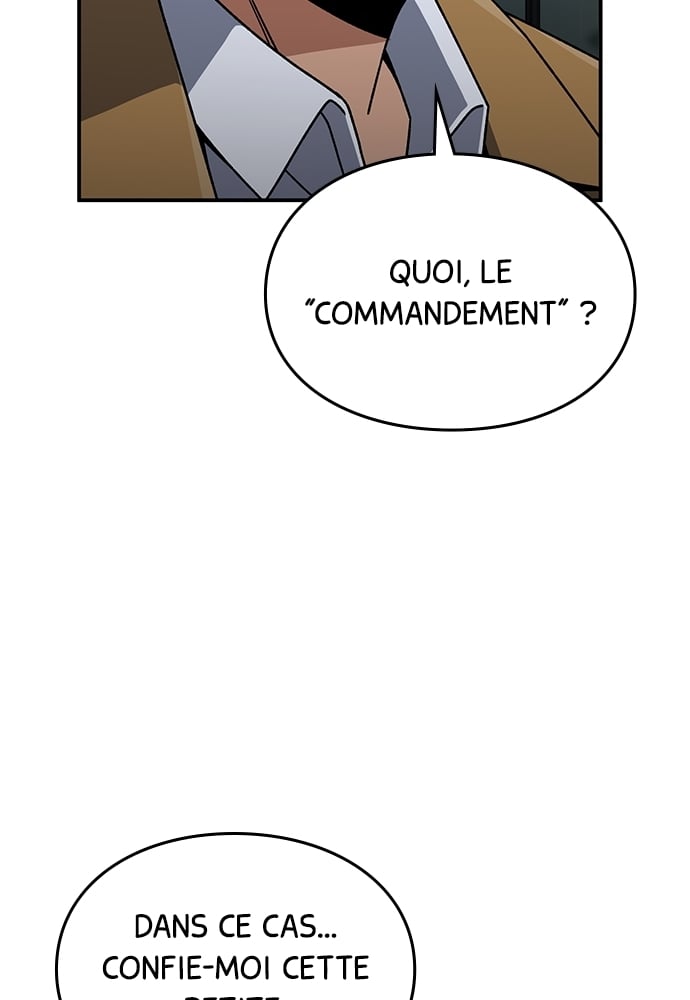 QUOI, LE
"COMMANDEMENT" ?
DANS CE CAS...
CONFIE-MOI CETTE